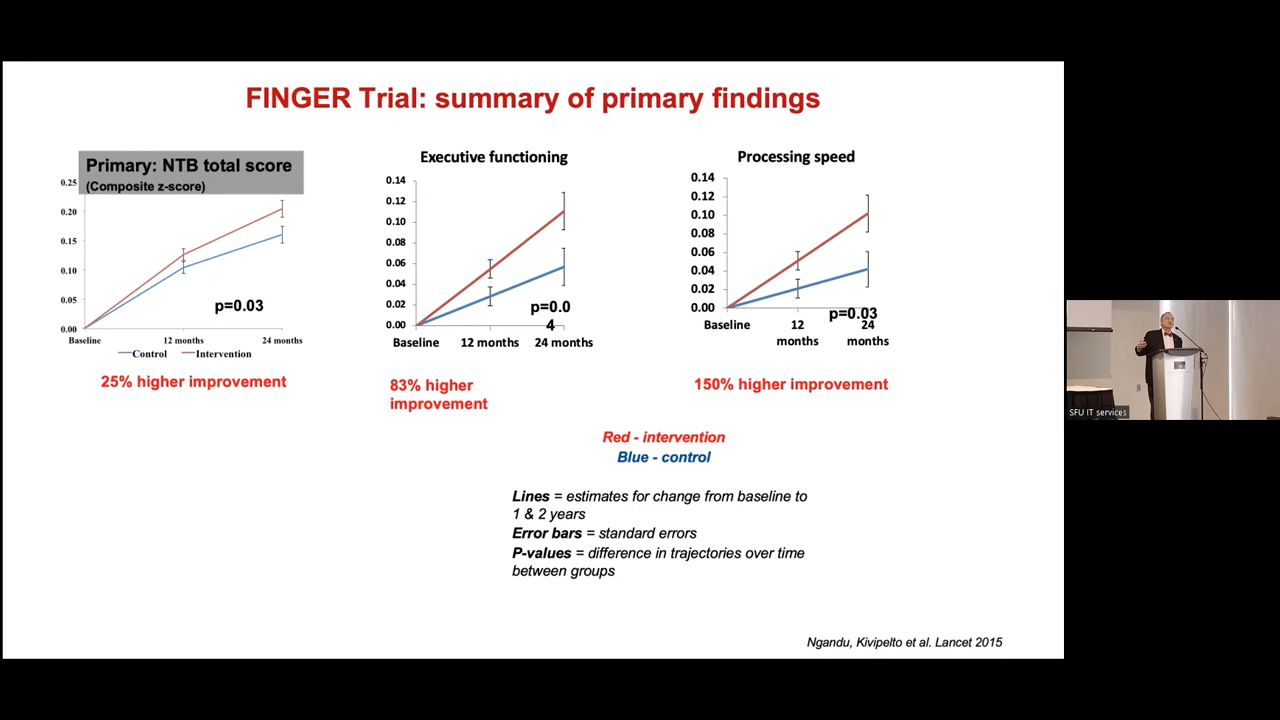 FINGER Trial: summary of primary findings
Primary: NTB total score
(Composite z-score)
0.25
0.20
0.15
0.10
0.05
0.00
p=0.03
Baseline
12 months
24 months
Control
Intervention
25% higher improvement
Executive functioning
0.14
0.12
0.10
0.08
0.06
0.04
0.02
0.00
p=0.0
4
Baseline
12 months
24 months
83% higher
improvement
Processing speed
0.14
0.12
0.10
0.08
0.06
0.04
0.02
0.00
p=0.03
Baseline
12
months
24
months
150% higher improvement
Red - intervention
Blue - control
Lines = estimates for change from baseline to
1 & 2 years
Error bars = standard errors
P-values = difference in trajectories over time
between groups
Ngandu, Kivipelto et al. Lancet 2015
SFU IT services